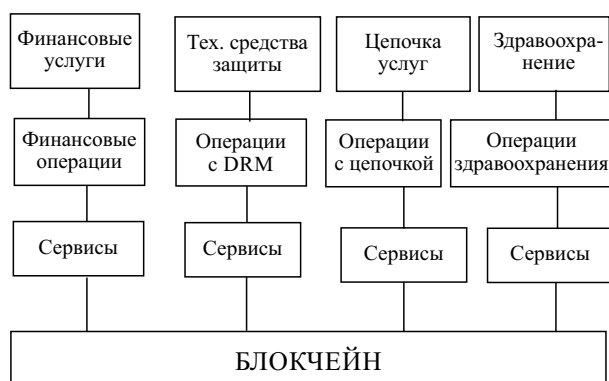 Финансовые
услуги
Тех. средства
защиты
Цепочка
услуг
Здравоохра-
нение
Финансовые
операции
Операции
с DRM
Операции
с цепочкой
Операции
здравоохранения
Сервисы
Сервисы
Сервисы
Сервисы
БЛОКЧЕЙН